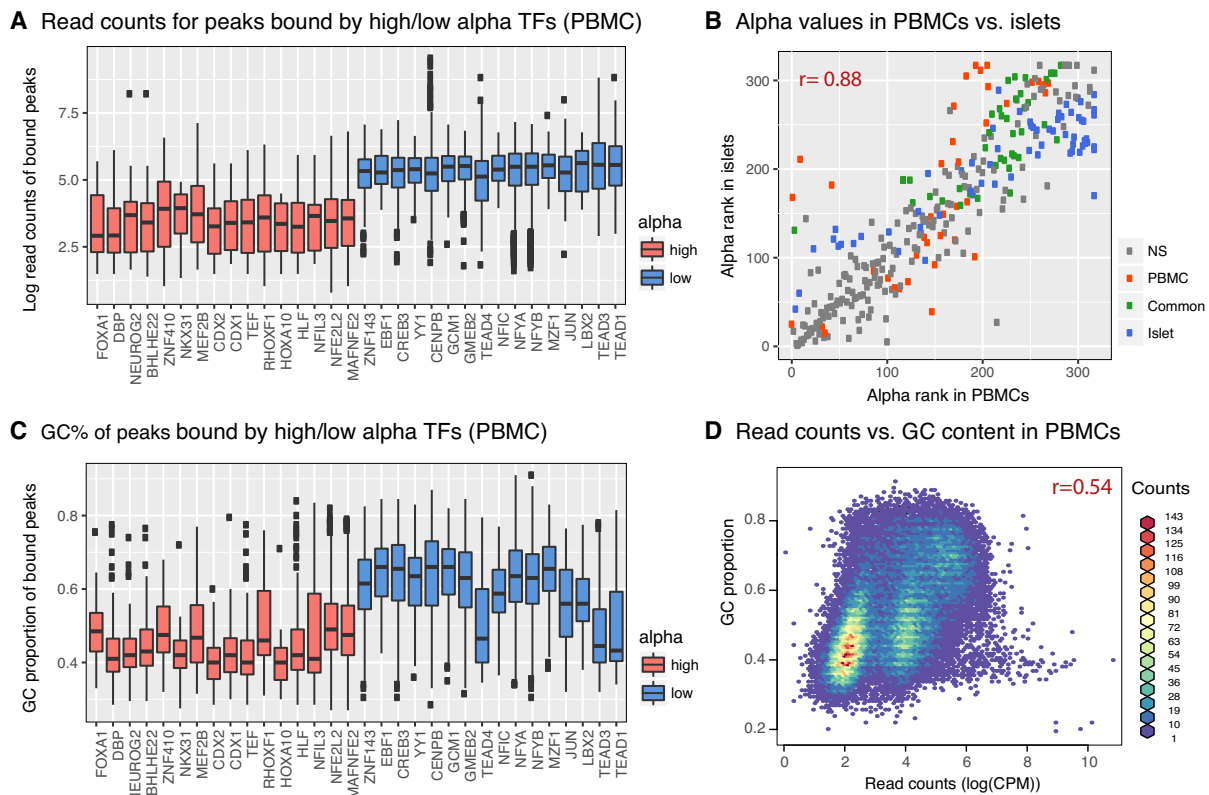 A Read counts for peaks bound by high/low alpha TFs (PBMC)
Log read counts of bound peaks
7.5
5.0
2.5
FOXA1
DBP
NEUROG2
BHLHE22
ZNF410
NKX31
MEF2B
CDX2
CDX1
TEF
RHOXF1
HOXA10
HLF
NFIL3
NFE2L2
MAFNFE2
ZNF143
EBF1
CREB3
YY1
CENPB
GCM1
GMEB2
TEAD4
NFIC
NFYA
NFYB
MZF1
JUN
LBX2
TEAD3
TEAD1
alpha
high
low
B Alpha values in PBMCs vs. islets
r= 0.88
Alpha rank in islets
300
200
100
0
0 100 200 300
Alpha rank in PBMCs
NS
PBMC
Common
Islet
C GC% of peaks bound by high/low alpha TFs (PBMC)
GC proportion of bound peaks
0.8
0.6
0.4
FOXA1
DBP
IEUROG2
BHLHE22
ZNF410
NK31
MEF2B
CDX2
CDX1
TEF
RHOXF1
HOXA10
HLF
NFIL3
NFE2L2
MAFNFE2
ZNF143
EBF1
CREB3
YY1
CENPB
GCM1
GMEB2
TEAD4
NFIC
NFYA
NFYB
MZF1
JUN
LBX2
TEAD3
TEAD1
alpha
high
low
D Read counts vs. GC content in PBMCs
r=0.54
GC proportion
0.8
0.6
0.4
0.2
0 2 4 6 8 10
Read counts (log(CPM))
Counts
143
134
125
116
108
99
90
81
72
63
54
45
36
28
19
10
1